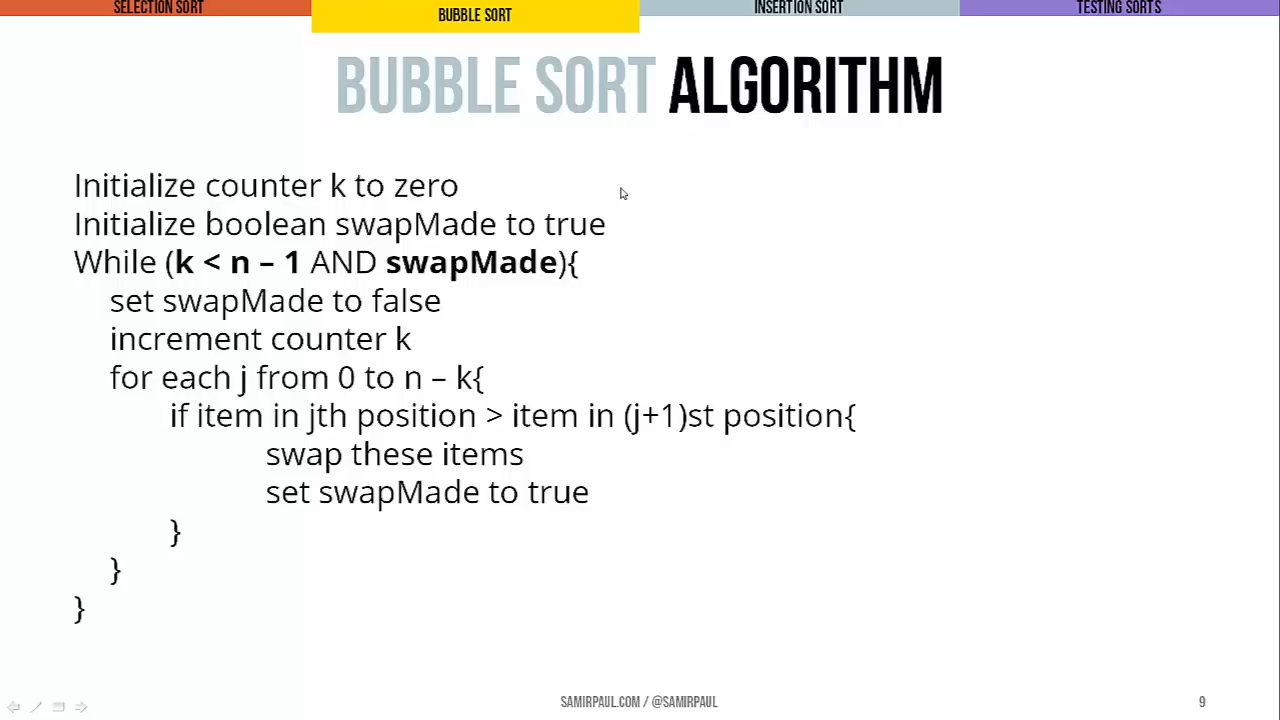 SELECTION SORT
BUBBLE SORT
INSERTION SORT
TESTING SORTS
BUBBLE SORT ALGORITHM
Initialize counter k to zero
Initialize boolean swapMade to true
While (k < n – 1 AND swapMade){
set swapMade to false
increment counter k
for each j from 0 to n – k{
if item in jth position > item in (j+1)st position{
swap these items
set swapMade to true
}
}
}
SAMIRPAUL.COM / @SAMIRPAUL
9